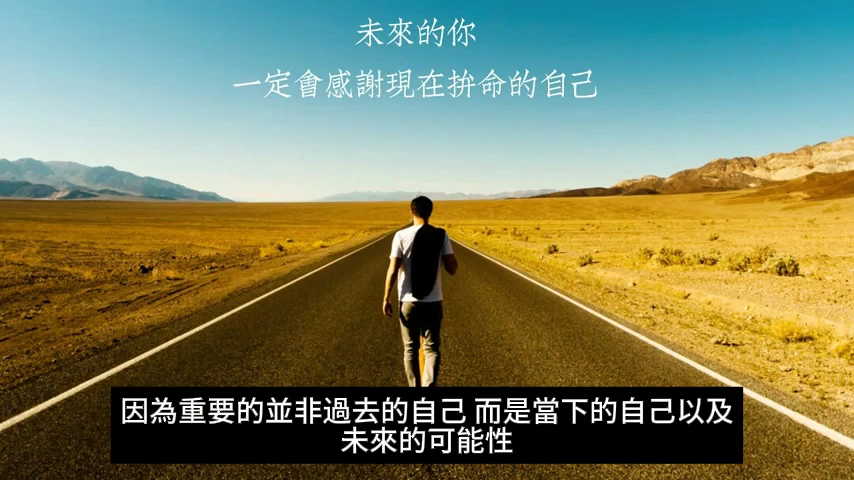 未來的你
一定會感謝現在拚命的自己
因為重要的並非過去的自己 而是當下的自己以及
未來的可能性